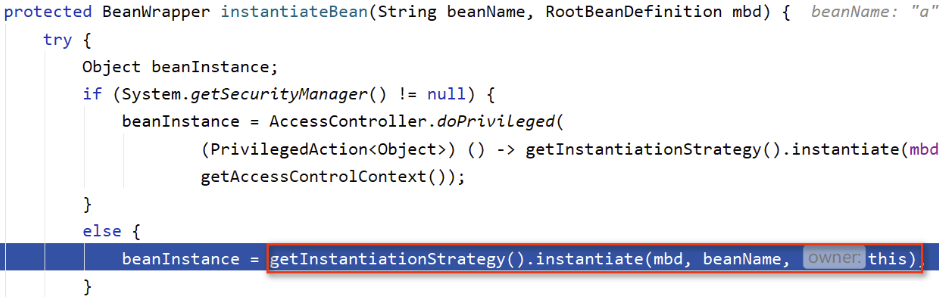 protected BeanWrapper instantiateBean(String beanName, RootBeanDefinition mbd) { beanName: "a"
try {
Object beanInstance;
if (System.getSecurityManager() != null) {
beanInstance = AccessController.doPrivileged(
(PrivilegedAction<Object>) () -> getInstantiationStrategy().instantiate(mbd
getAccessControlContext());
}
else {
beanInstance = getInstantiationStrategy().instantiate(mbd, beanName, owner: this)
}